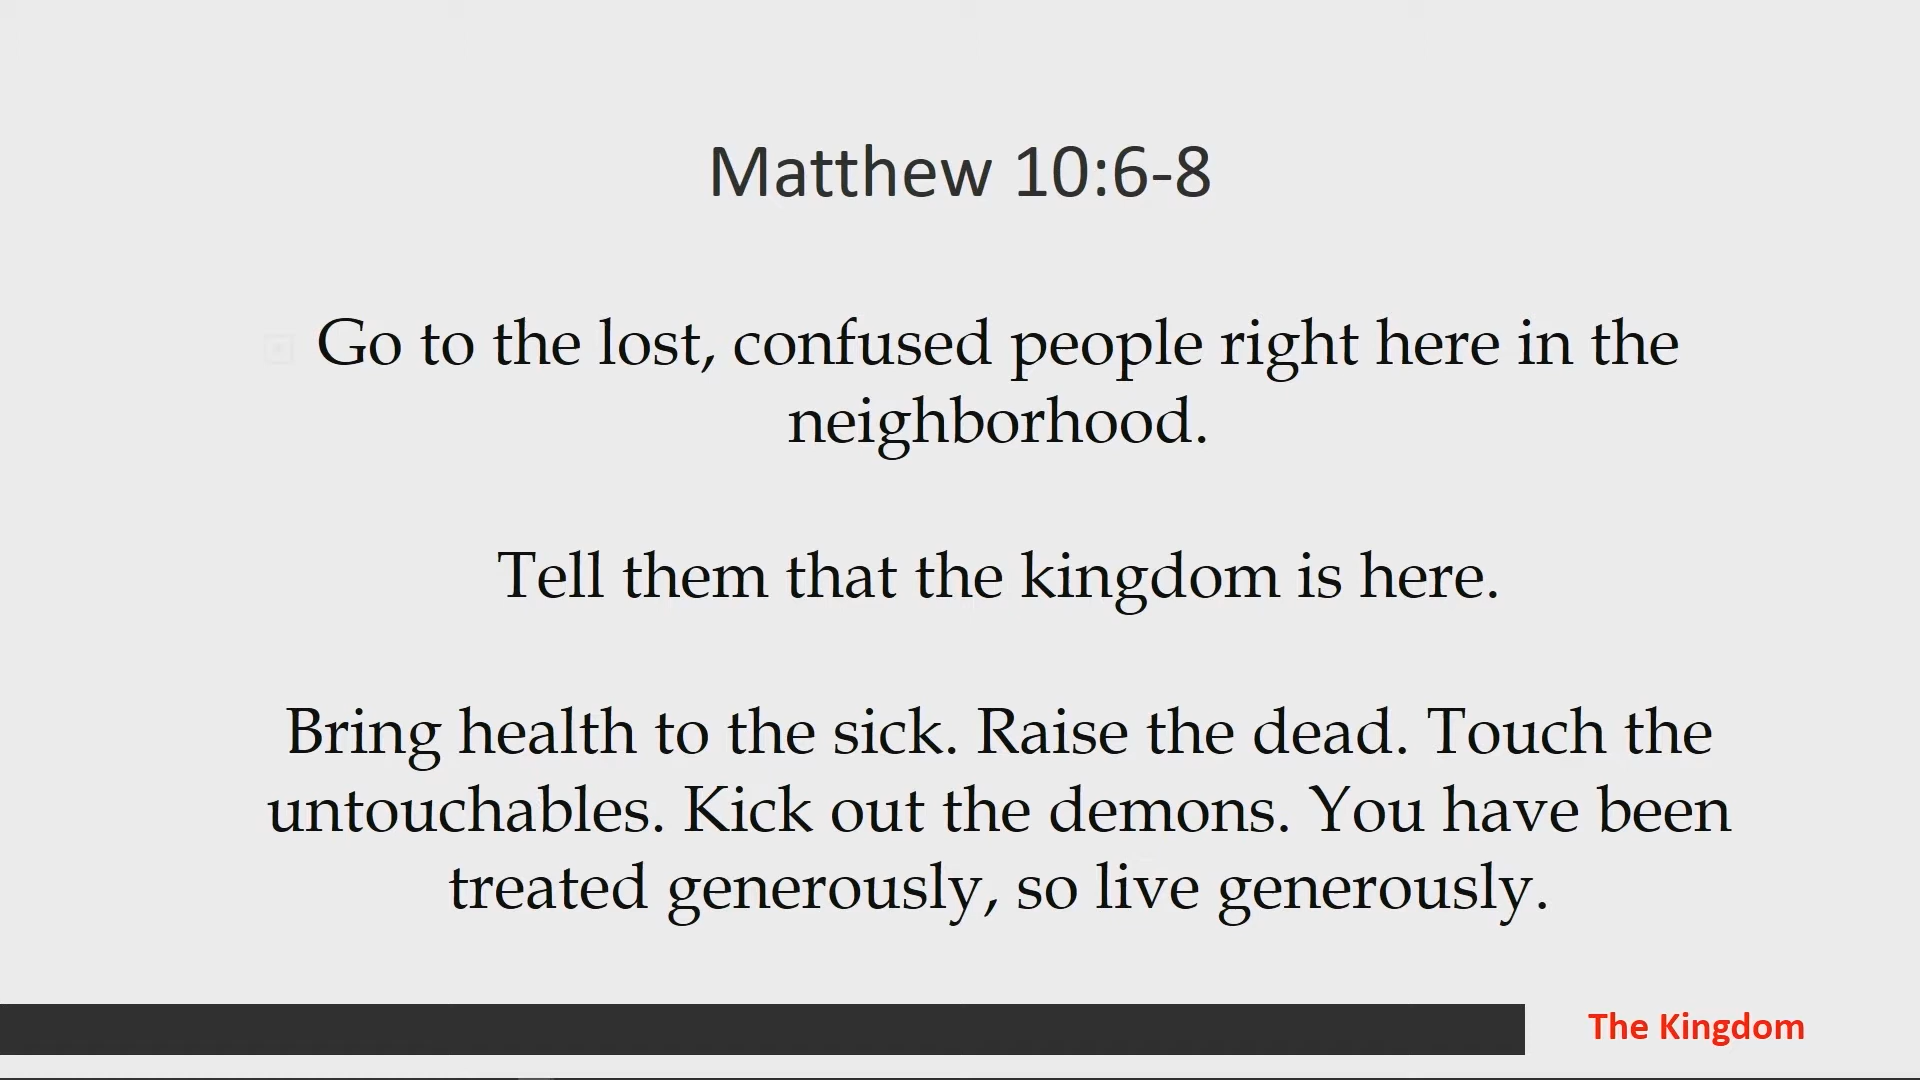 Matthew 10:6-8
Go to the lost, confused people right here in the
neighborhood.
Tell them that the kingdom is here.
Bring health to the sick. Raise the dead. Touch the
untouchables. Kick out the demons. You have been
treated generously, so live generously.
The Kingdom